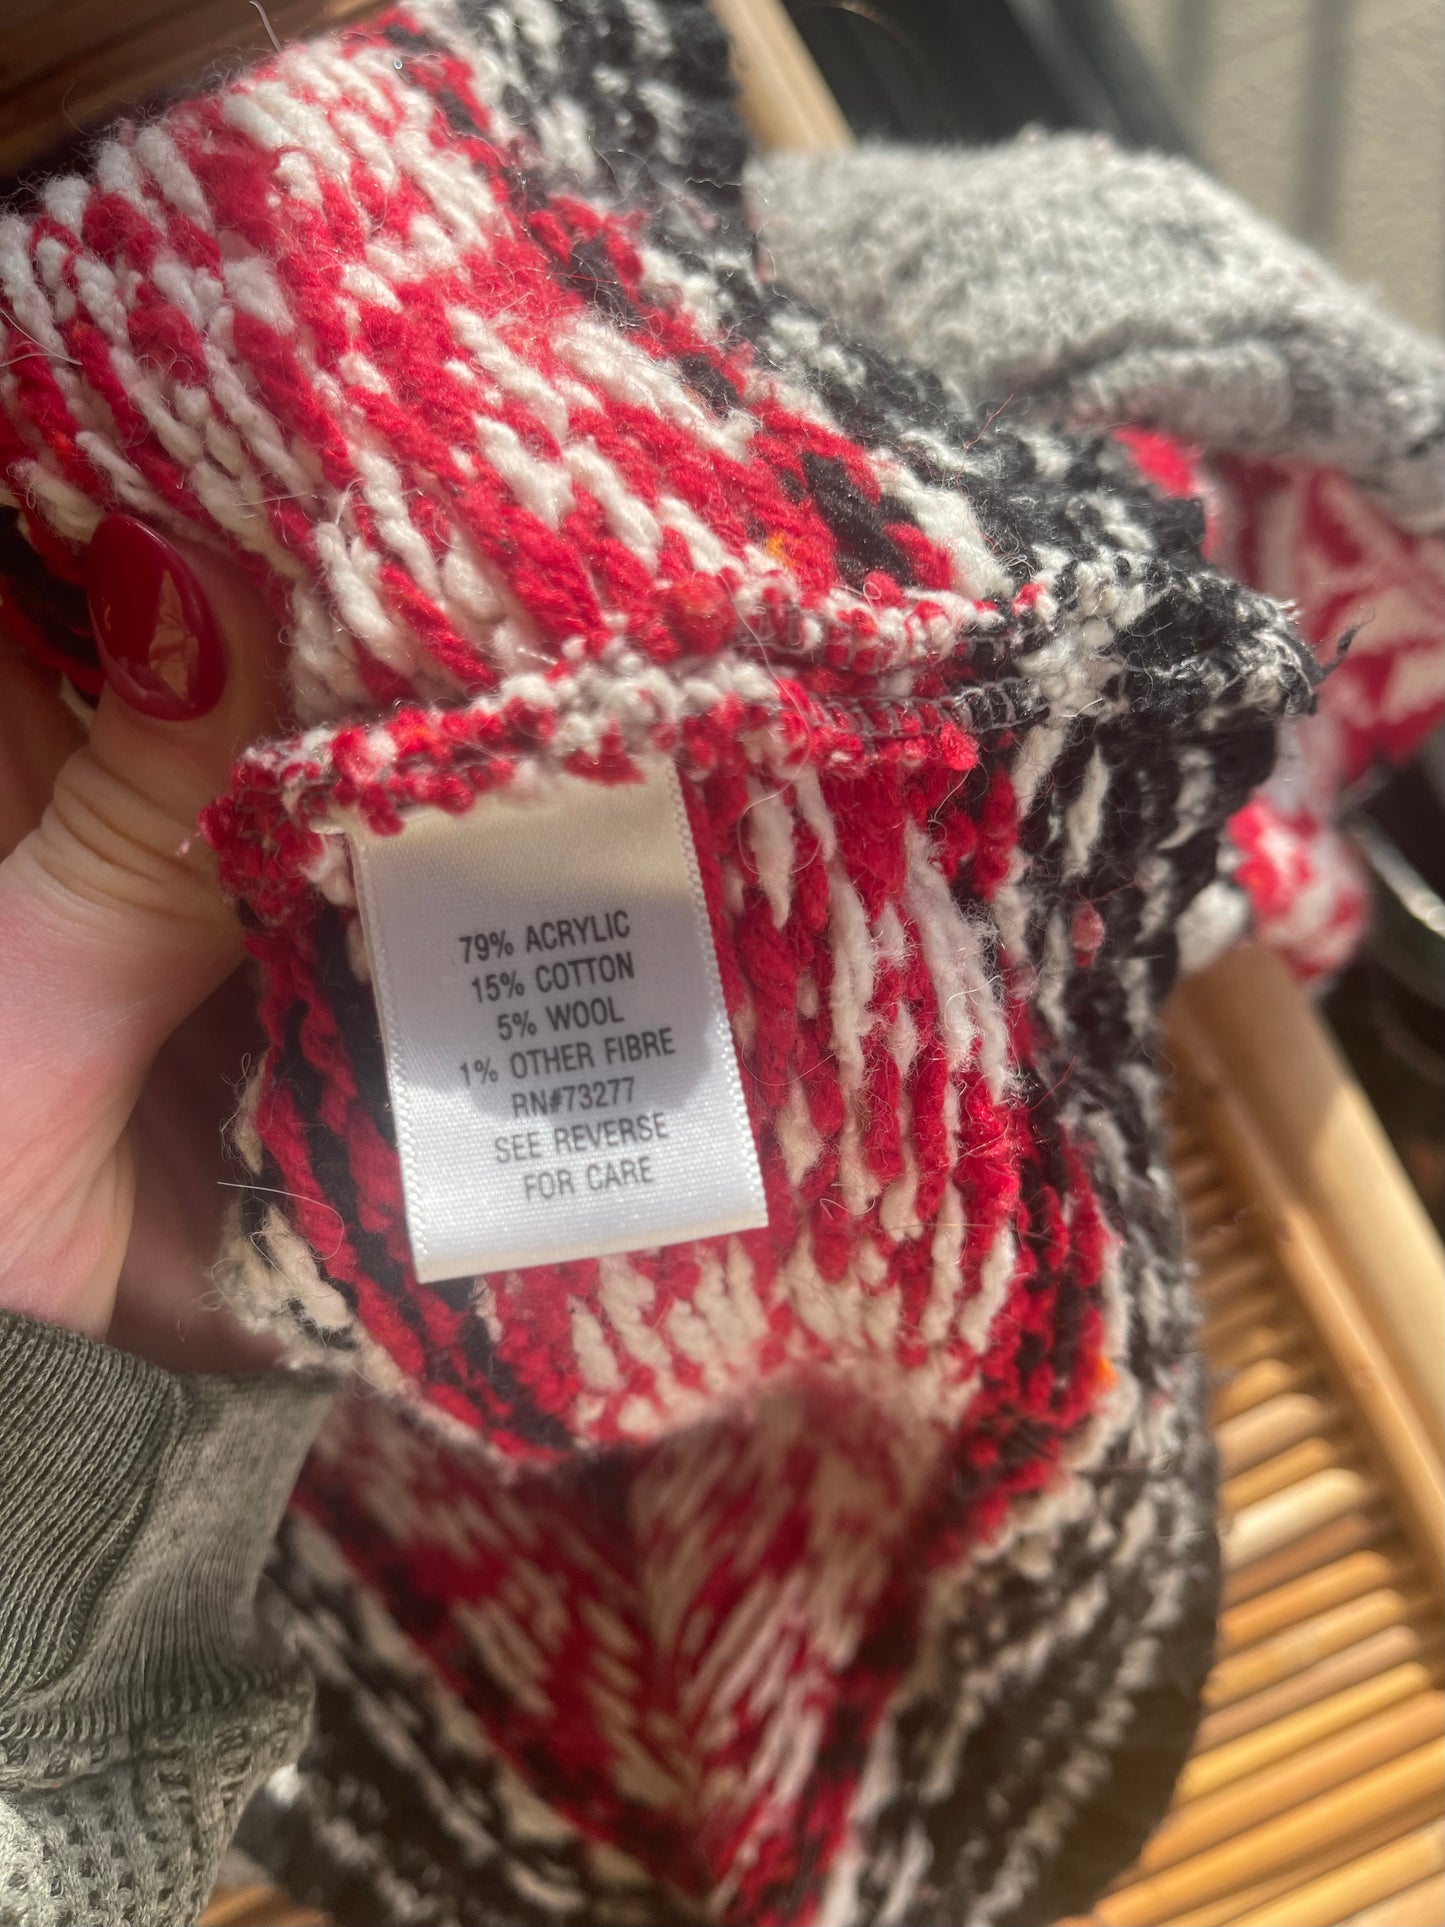 79% ACRYLIC
15% COTTON
5% WOOL
1% OTHER FIBRE
RN#73277
SEE REVERSE
FOR CARE